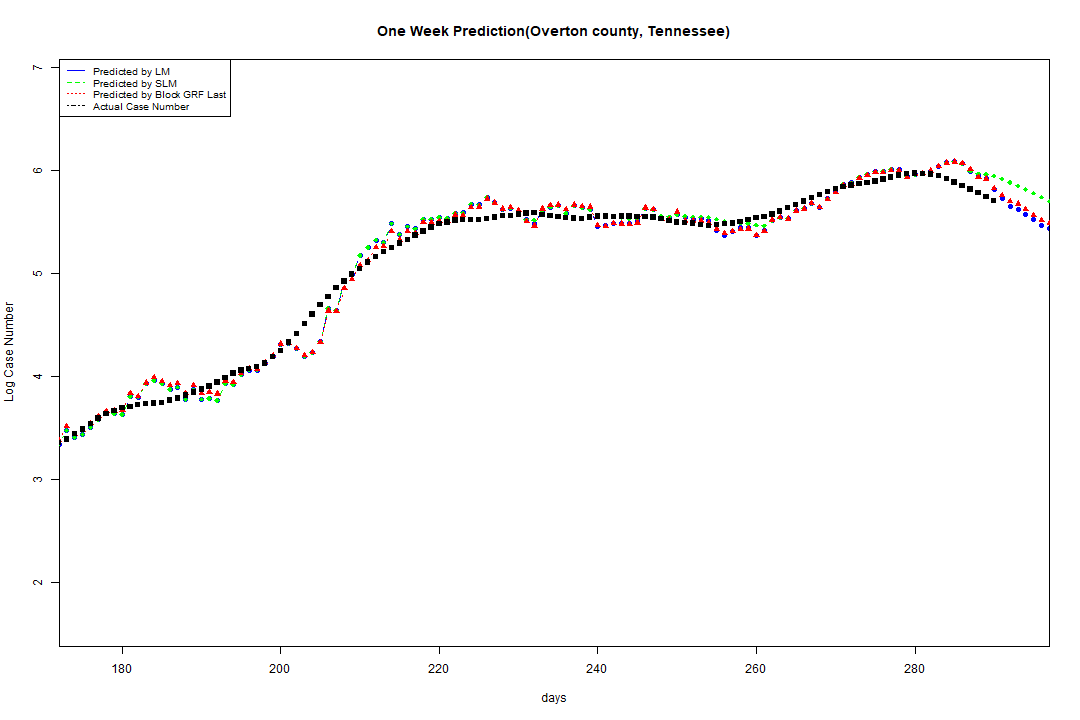 One Week Prediction(Overton county, Tennessee)
Predicted by LM
Predicted by SLM
Predicted by Block GRF Last
Actual Case Number
7
6
5
4
3
2
Log Case Number
180 200 220 240 260 280
days